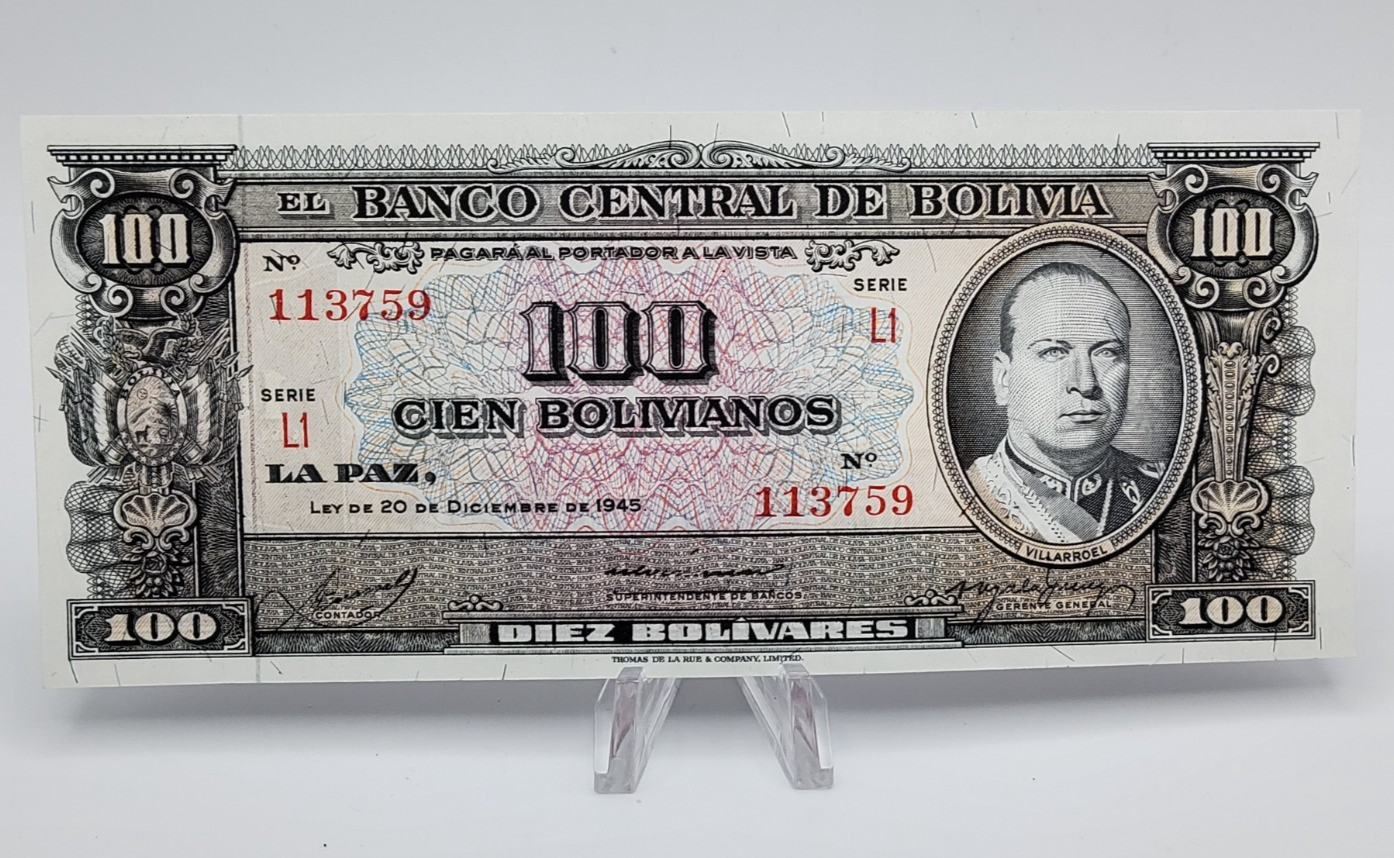 EL BANCO CENTRAL DE BOLIVIA
100
100
PAGARÁ AL PORTADOR A LA VISTA
Nº
113759
SERIE
L1
100
CIEN BOLIVIANOS
SERIE
L1
LA PAZ,
Nº
113759
LEY DE 20 DE DICIEMBRE DE 1945.
VILLARROEL
CONTADOR
SUPERINTENDENTE DE BANCOS
GERENTE GENERAL
100
DIEZ BOLÍVARES
100
THOMAS DE LA RUE & COMPANY, LIMITED.